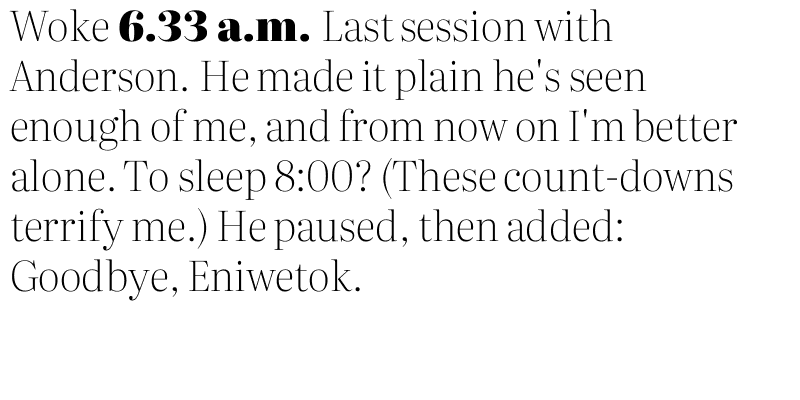 Woke 6.33 a.m. Last session with
Anderson. He made it plain he's seen
enough of me, and from now on I'm better
alone. To sleep 8:00? (These count-downs
terrify me.) He paused, then added:
Goodbye, Eniwetok.